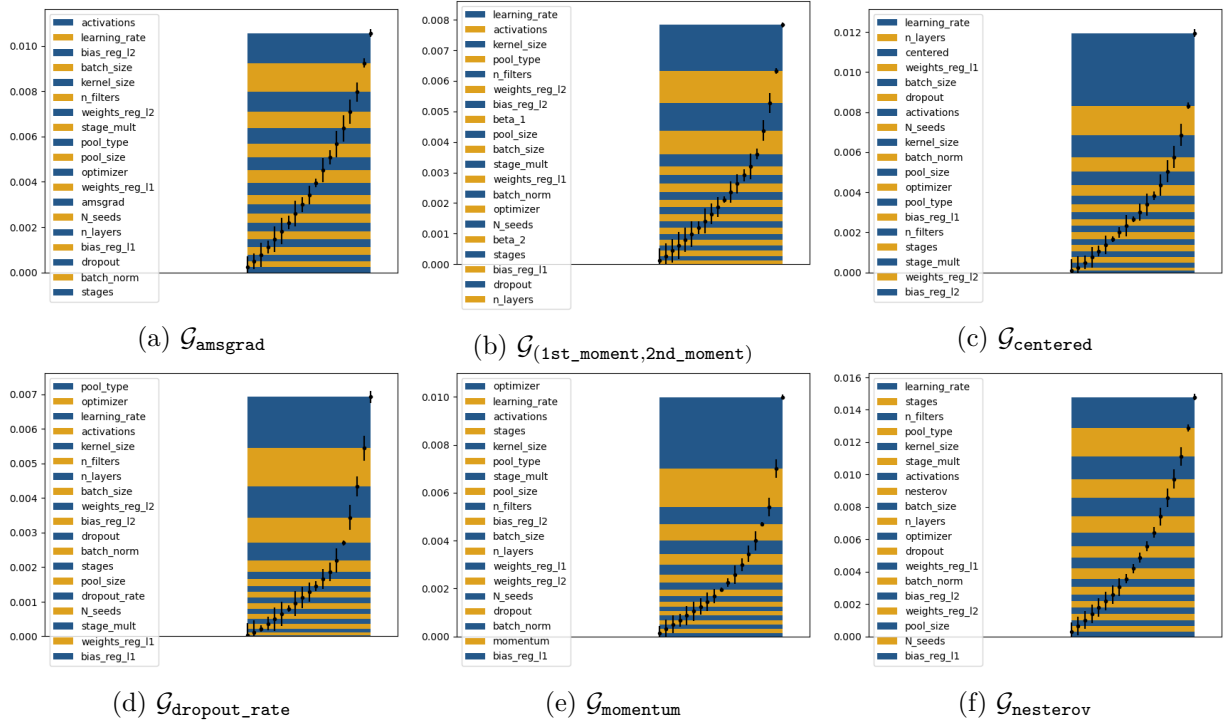 activations
learning_rate
bias_reg_l2
batch_size
kernel_size
n_filters
weights_reg_l2
stage_mult
pool_type
pool_size
optimizer
weights_reg_l1
amsgrad
N_seeds
n_layers
bias_reg_l1
dropout
batch_norm
stages
0.010
0.008
0.006
0.004
0.002
0.000
(a) 𝒢amsgrad
learning_rate
activations
kernel_size
pool_type
n_filters
weights_reg_l2
bias_reg_l2
beta_1
pool_size
batch_size
stage_mult
weights_reg_l1
batch_norm
optimizer
N_seeds
beta_2
stages
bias_reg_l1
dropout
n_layers
0.008
0.007
0.006
0.005
0.004
0.003
0.002
0.001
0.000
(b) 𝒢(1st_moment,2nd_moment)
learning_rate
n_layers
centered
weights_reg_l1
batch_size
dropout
activations
N_seeds
kernel_size
batch_norm
pool_size
optimizer
pool_type
bias_reg_l1
n_filters
stages
stage_mult
weights_reg_l2
bias_reg_l2
0.012
0.010
0.008
0.006
0.004
0.002
0.000
(c) 𝒢centered
pool_type
optimizer
learning_rate
activations
kernel_size
n_filters
n_layers
batch_size
weights_reg_l2
bias_reg_l2
dropout
batch_norm
stages
pool_size
dropout_rate
N_seeds
stage_mult
weights_reg_l1
bias_reg_l1
0.007
0.006
0.005
0.004
0.003
0.002
0.001
0.000
(d) 𝒢dropout_rate
optimizer
learning_rate
activations
stages
pool_type
stage_mult
pool_size
n_filters
bias_reg_l2
batch_size
n_layers
weights_reg_l1
weights_reg_l2
N_seeds
dropout
batch_norm
momentum
bias_reg_l1
0.010
0.008
0.006
0.004
0.002
0.000
(e) 𝒢momentum
learning_rate
stages
n_filters
pool_type
kernel_size
stage_mult
activations
nesterov
batch_size
n_layers
optimizer
dropout
weights_reg_l1
batch_norm
bias_reg_l2
weights_reg_l2
pool_size
N_seeds
bias_reg_l1
0.016
0.014
0.012
0.010
0.008
0.006
0.004
0.002
0.000
(f) 𝒢nesterov